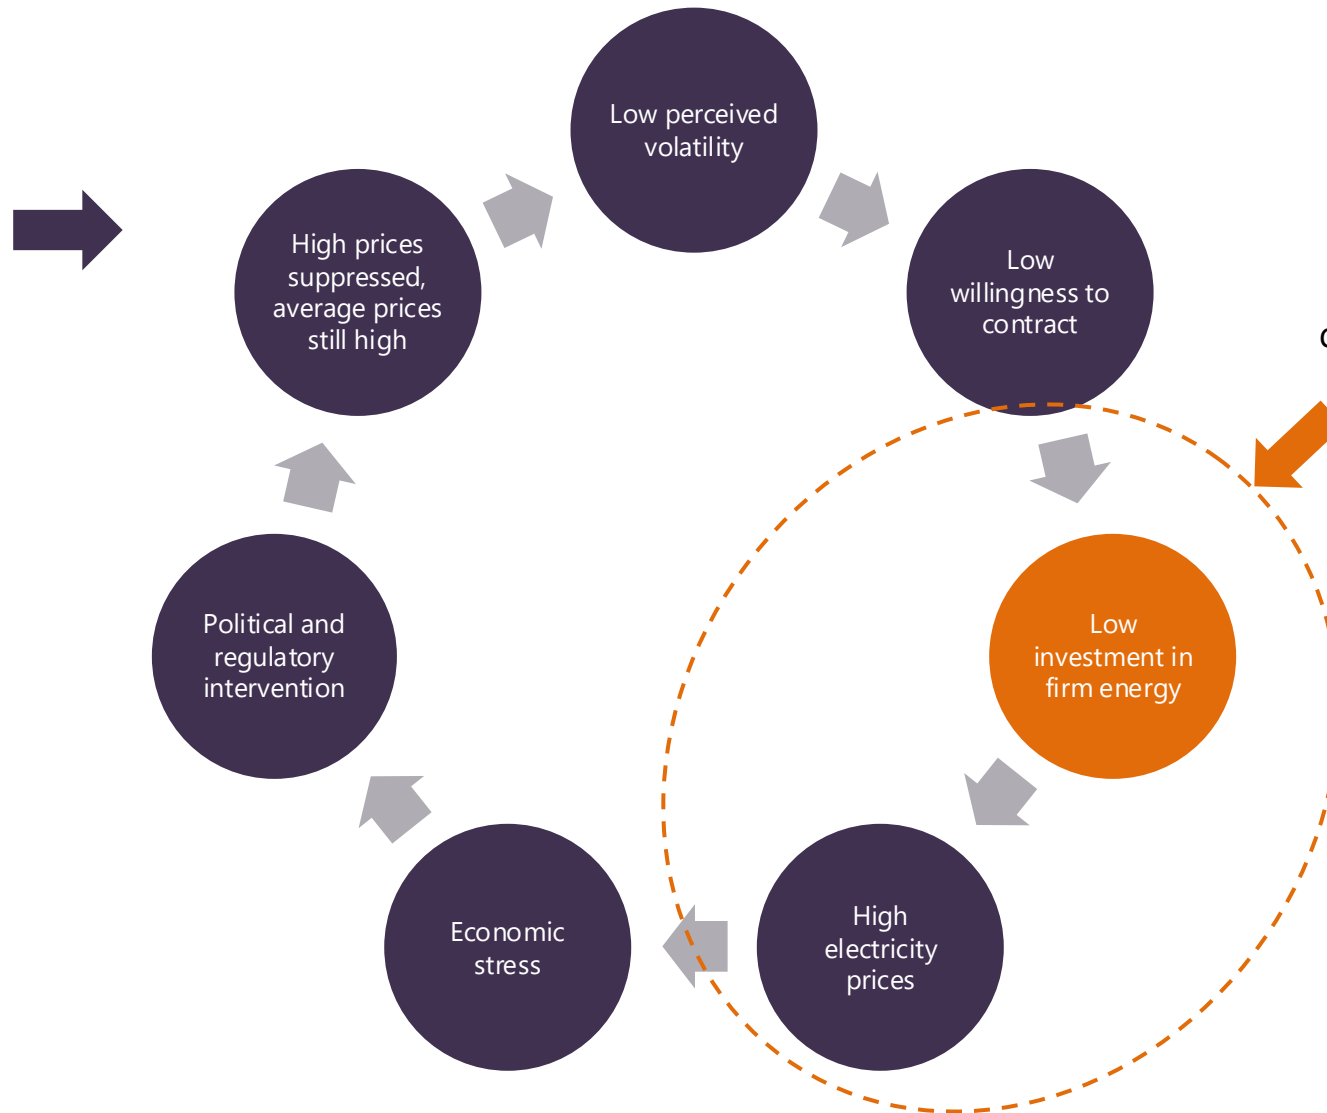 Low perceived
volatility
Low
willingness to
contract
Low
investment in
firm energy
High
electricity
prices
Economic
stress
Political and
regulatory
intervention
High prices
suppressed,
average prices
still high